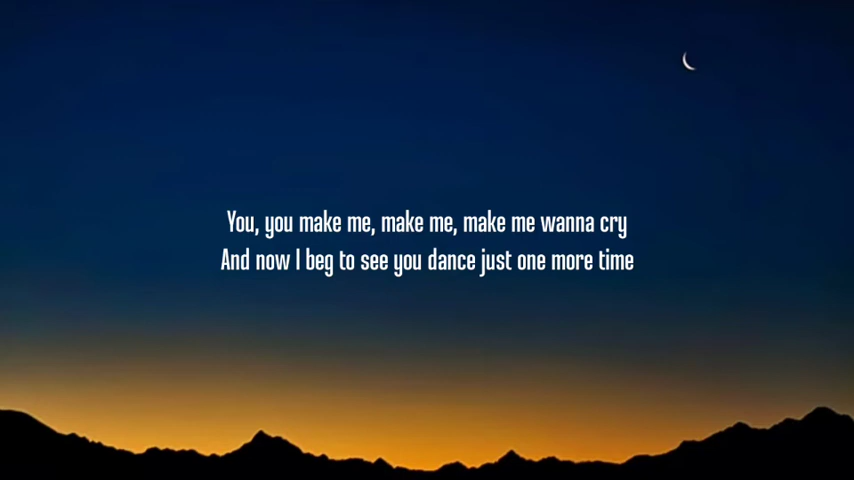 You, you make me, make me, make me wanna cry
And now I beg to see you dance just one more time